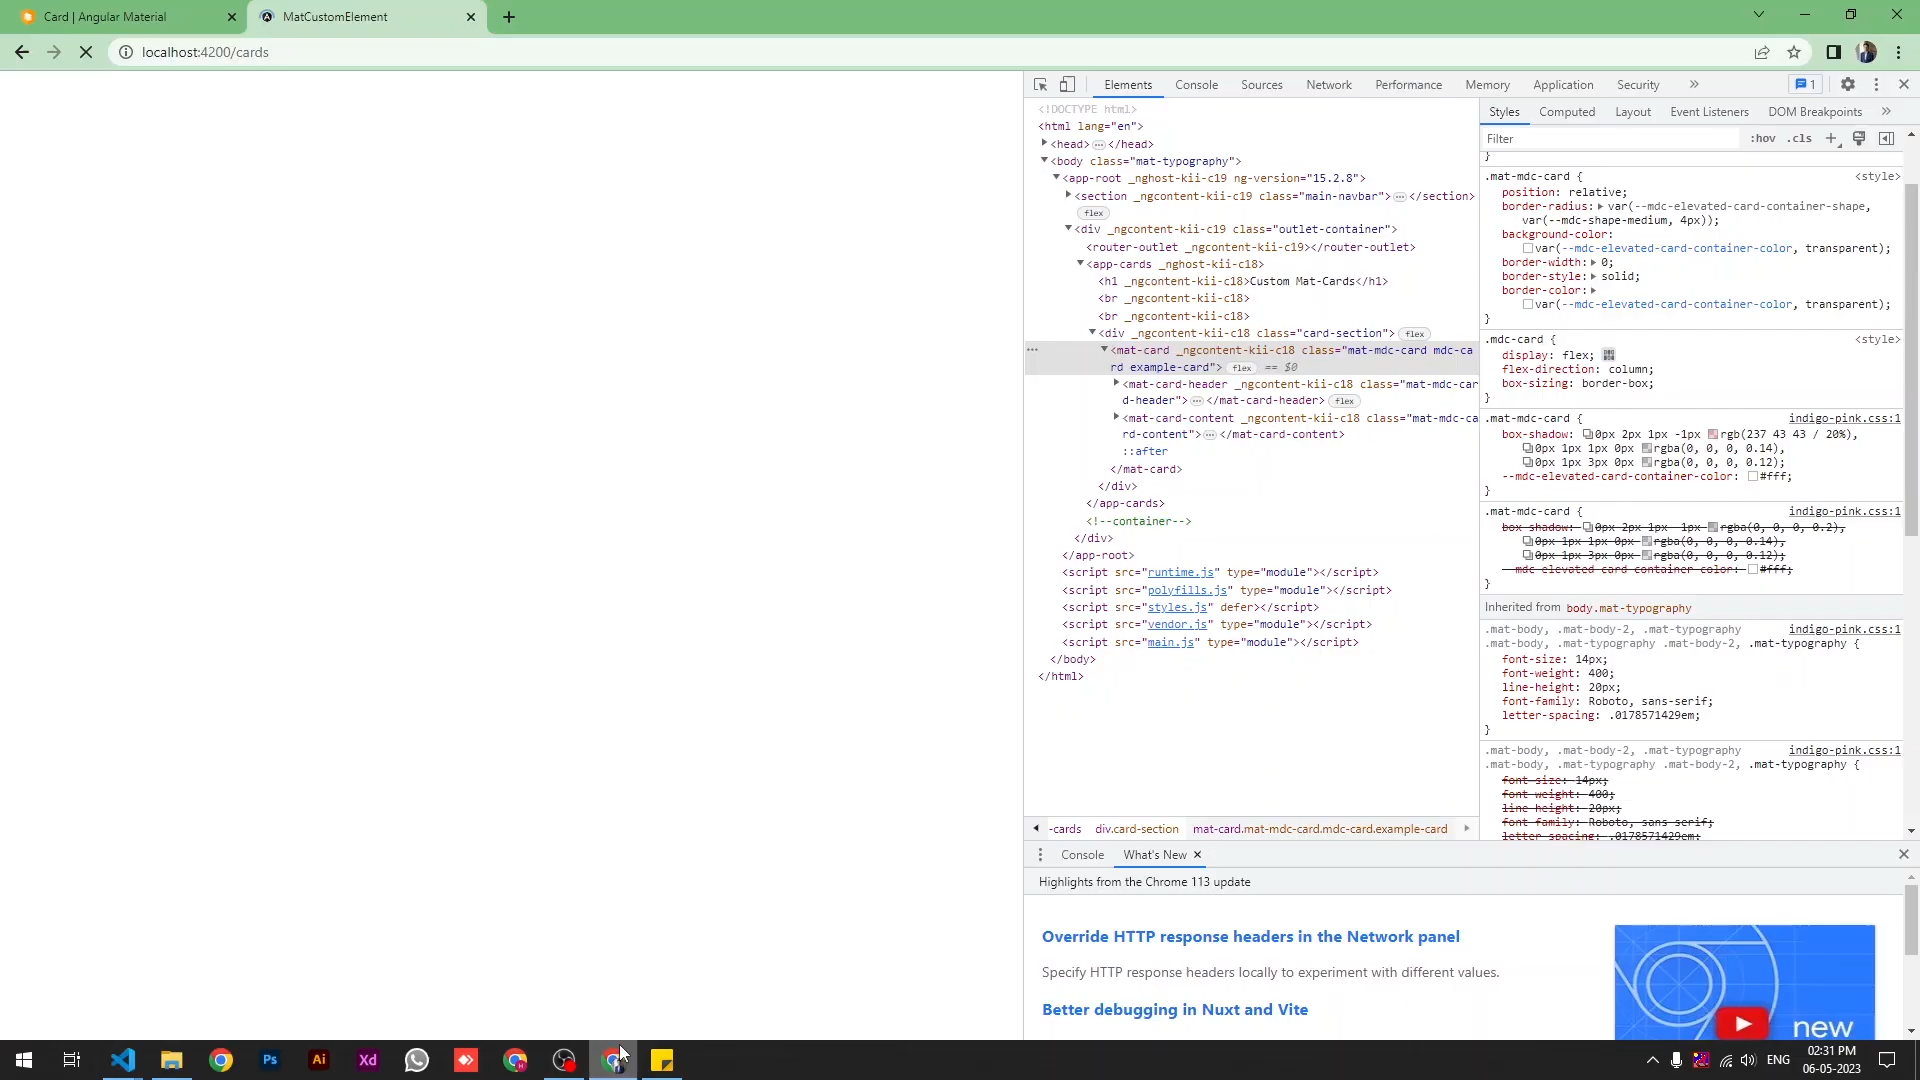 Card | Angular Material
MatCustomElement
localhost:4200/cards
Elements Console Sources Network Performance Memory Application Security
1
<!DOCTYPE html>
<html lang="en">
<head> </head>
<body class="mat-typography">
<app-root _nghost-kii-c19 ng-version="15.2.8">
<section _ngcontent-kii-c19 class="main-navbar"> </section>
flex
<div _ngcontent-kii-c19 class="outlet-container">
<router-outlet _ngcontent-kii-c19></router-outlet>
<app-cards _nghost-kii-c18>
<h1 _ngcontent-kii-c18>Custom Mat-Cards</h1>
<br _ngcontent-kii-c18>
<br _ngcontent-kii-c18>
<div _ngcontent-kii-c18 class="card-section"> flex
<mat-card _ngcontent-kii-c18 class="mat-mdc-card mdc-ca
rd example-card"> flex == $0
<mat-card-header _ngcontent-kii-c18 class="mat-mdc-car
d-header"> </mat-card-header> flex
<mat-card-content _ngcontent-kii-c18 class="mat-mdc-ca
rd-content"> </mat-card-content>
::after
</mat-card>
</div>
</app-cards>
<!--container-->
</div>
</app-root>
<script src="runtime.js" type="module"></script>
<script src="polyfills.js" type="module"></script>
<script src="styles.js" defer></script>
<script src="vendor.js" type="module"></script>
<script src="main.js" type="module"></script>
</body>
</html>
-cards div.card-section mat-card.mat-mdc-card.mdc-card.example-card
Styles Computed Layout Event Listeners DOM Breakpoints
Filter
:hov .cls
}
.mat-mdc-card { <style>
position: relative;
border-radius: var(--mdc-elevated-card-container-shape,
var(--mdc-shape-medium, 4px));
background-color:
var(--mdc-elevated-card-container-color, transparent);
border-width: 0;
border-style: solid;
border-color:
var(--mdc-elevated-card-container-color, transparent);
}
.mdc-card { <style>
display: flex;
flex-direction: column;
box-sizing: border-box;
}
.mat-mdc-card { indigo-pink.css:1
box-shadow: 0px 2px 1px -1px rgb(237 43 43 / 20%),
0px 1px 1px 0px rgba(0, 0, 0, 0.14),
0px 1px 3px 0px rgba(0, 0, 0, 0.12);
--mdc-elevated-card-container-color: #fff;
}
.mat-mdc-card { indigo-pink.css:1
box-shadow: 0px 2px 1px -1px rgba(0, 0, 0, 0.2),
0px 1px 1px 0px rgba(0, 0, 0, 0.14),
0px 1px 3px 0px rgba(0, 0, 0, 0.12);
--mdc-elevated-card-container-color: #fff;
}
Inherited from body.mat-typography
.mat-body, .mat-body-2, .mat-typography indigo-pink.css:1
.mat-body, .mat-typography .mat-body-2, .mat-typography {
font-size: 14px;
font-weight: 400;
line-height: 20px;
font-family: Roboto, sans-serif;
letter-spacing: .0178571429em;
}
.mat-body, .mat-body-2, .mat-typography indigo-pink.css:1
.mat-body, .mat-typography .mat-body-2, .mat-typography {
font-size: 14px;
font-weight: 400;
line-height: 20px;
font-family: Roboto, sans-serif;
letter-spacing: .0178571429em;
Console What's New
Highlights from the Chrome 113 update
Override HTTP response headers in the Network panel
Specify HTTP response headers locally to experiment with different values.
Better debugging in Nuxt and Vite
new
Ps Ai Xd
ENG
02:31 PM
06-05-2023